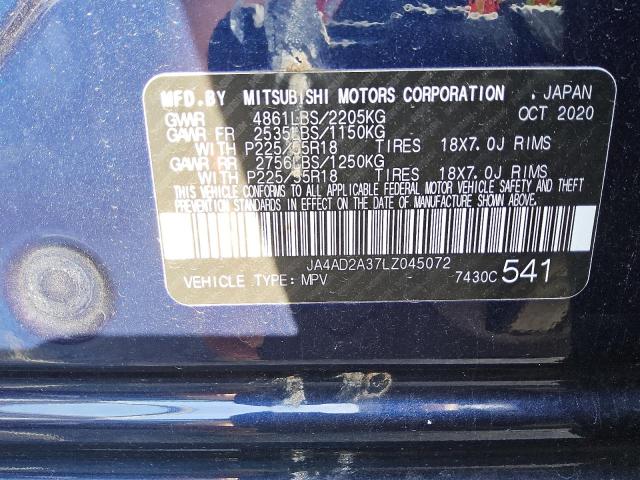 MFD.BY MITSUBISHI MOTORS CORPORATION , JAPAN
GVWR 4861LBS/2205KG OCT 2020
GAWR FR 2535LBS/1150KG
WITH P225/55R18 TIRES 18X7.0J RIMS
GAWR RR 2756LBS/1250KG
WITH P225/55R18 TIRES 18X7.0J RIMS
THIS VEHICLE CONFORMS TO ALL APPLICABLE FEDERAL MOTOR VEHICLE SAFETY AND THEFT
PREVENTION STANDARDS IN EFFECT ON THE DATE OF MANUFACTURE SHOWN ABOVE.
JA4AD2A37LZ045072
VEHICLE TYPE: MPV 7430C 541